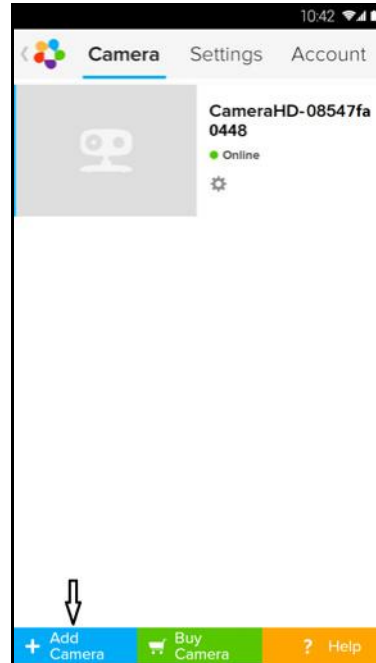 10:42
Camera Settings Account
CameraHD-08547fa
0448
Online
+ Add
Camera
Buy
Camera
? Help